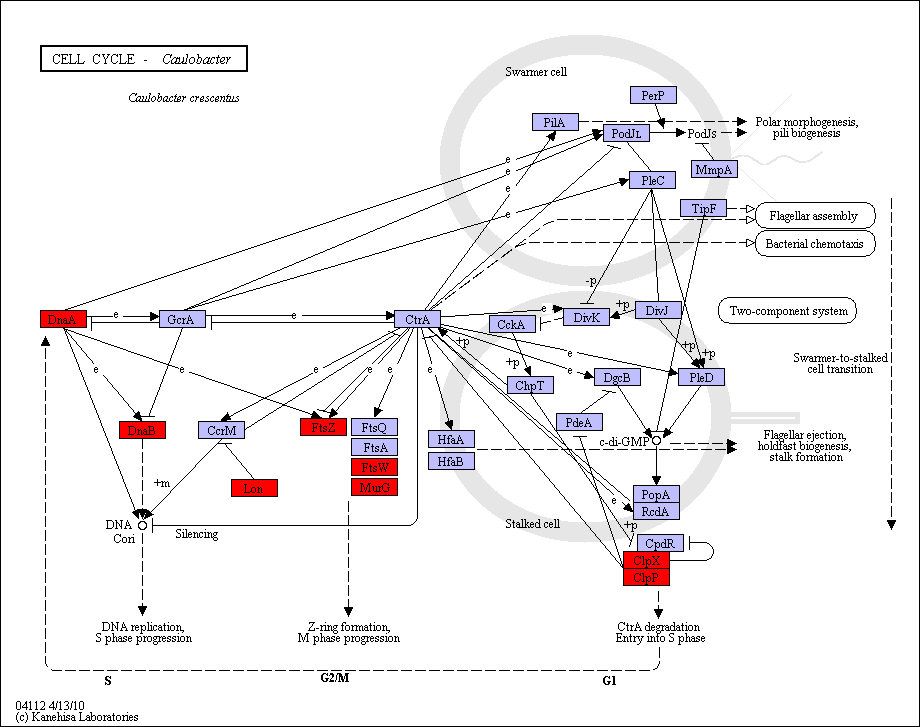 CELL CYCLE - Caulobacter
Caulobacter crescentus
Swarmer cell
PerP
PilA
PodJL
PodJs
Polar morphogenesis,
pili biogenesis
MmpA
PleC
TipF
Flagellar assembly
Bacterial chemotaxis
e
e
e
e
-p
DnaA
e
GcrA
e
CtrA
e
CckA
DivK
+p
DivJ
Two-component system
+p
+p
+p
+p
e
e
e
e
e
e
e
e
ChpT
DgcB
PleD
Swarmer-to-stalked
cell transition
DnaB
CcrM
FtsZ
FtsQ
FtsA
FtsW
MurG
HfaA
HfaB
PdeA
c-di-GMP
Flagellar ejection,
holdfast biogenesis,
stalk formation
Lon
+m
PopA
RcdA
e
+p
DNA
Cori
Silencing
Stalked cell
CpdR
ClpX
ClpP
DNA replication,
S phase progression
Z-ring formation,
M phase progression
CtrA degradation
Entry into S phase
S
G2/M
G1
04112 4/13/10
(c) Kanehisa Laboratories